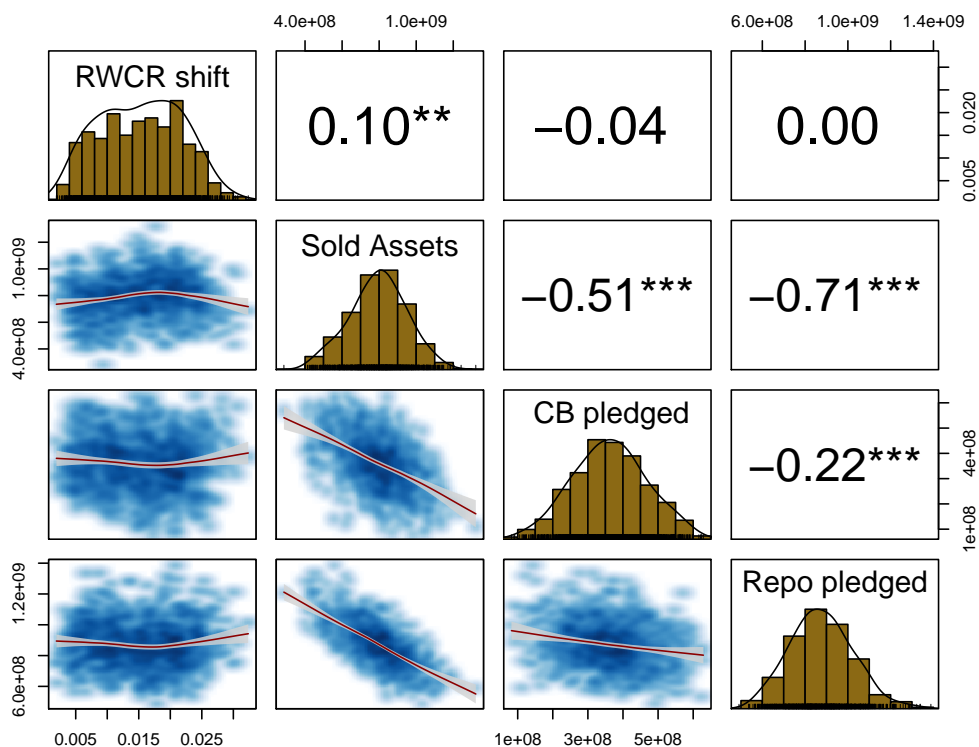 4.0e+08 1.0e+09 6.0e+08 1.0e+09 1.4e+09
RWCR shift 0.10** −0.04 0.00
0.005 0.020
Sold Assets −0.51*** −0.71***
4.0e+08 1.0e+09
CB pledged −0.22***
1e+08 4e+08
Repo pledged
6.0e+08 1.2e+09
0.005 0.015 0.025 1e+08 3e+08 5e+08